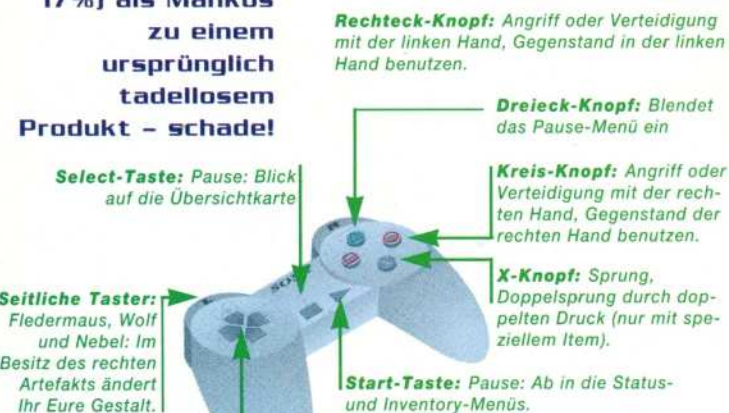 17%) als Mankos
zu einem
ursprünglich
tadellosem
Produkt – schade!
Rechteck-Knopf: Angriff oder Verteidigung
mit der linken Hand, Gegenstand in der linken
Hand benutzen.
Dreieck-Knopf: Blendet
das Pause-Menü ein
Select-Taste: Pause: Blick
auf die Übersichtkarte
Kreis-Knopf: Angriff oder
Verteidigung mit der rech-
ten Hand, Gegenstand der
rechten Hand benutzen.
X-Knopf: Sprung,
Doppelsprung durch dop-
pelten Druck (nur mit spe-
ziellem Item).
Seitliche Taster:
Fledermaus, Wolf
und Nebel: Im
Besitz des rechten
Artefakts ändert
Ihr Eure Gestalt.
Start-Taste: Pause: Ab in die Status-
und Inventory-Menüs.
R
L